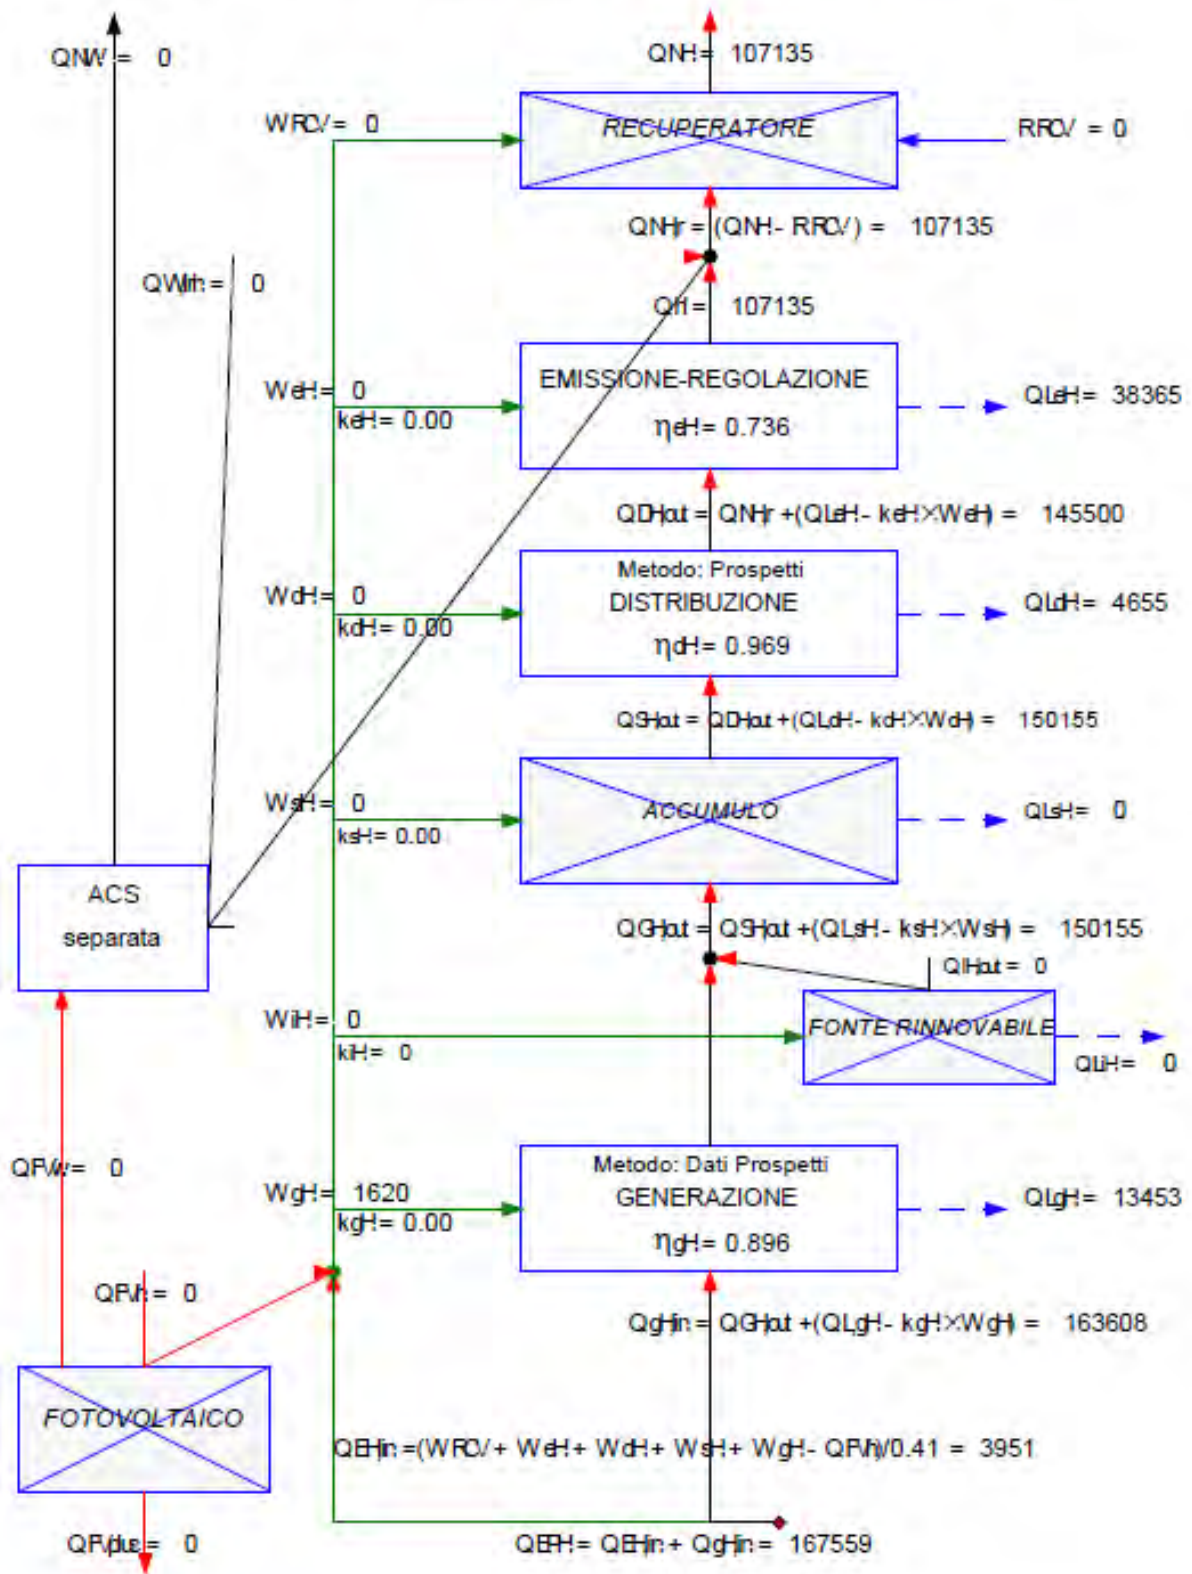 QNW = 0
QNH = 107135
WRCV = 0
RECUPERATORE
RRCV = 0
QNHr = (QNH - RRCV) = 107135
QWlrh = 0
QH = 107135
WeH = 0
keH = 0.00
EMISSIONE-REGOLAZIONE
ηeH = 0.736
QLeH = 38365
QDHout = QNHr + (QLeH - keH × WeH) = 145500
WdH = 0
kdH = 0.00
Metodo: Prospetti
DISTRIBUZIONE
ηdH = 0.969
QLdH = 4655
QSHout = QDHout + (QLdH - kdH × WdH) = 150155
WsH = 0
ksH = 0.00
ACCUMULO
QLsH = 0
ACS
separata
QGHout = QSHout + (QLsH - ksH × WsH) = 150155
QIHout = 0
WiH = 0
kiH = 0
FONTE RINNOVABILE
QLiH = 0
QFVw = 0
WgH = 1620
kgH = 0.00
Metodo: Dati Prospetti
GENERAZIONE
ηgH = 0.896
QLgH = 13453
QFVh = 0
QgHin = QGHout + (QLgH - kgH × WgH) = 163608
FOTOVOLTAICO
QEHin = (WRCV + WeH + WdH + WsH + WgH - QFVh)/0.41 = 3951
QFVplus = 0
QEPH = QEHin + QgHin = 167559